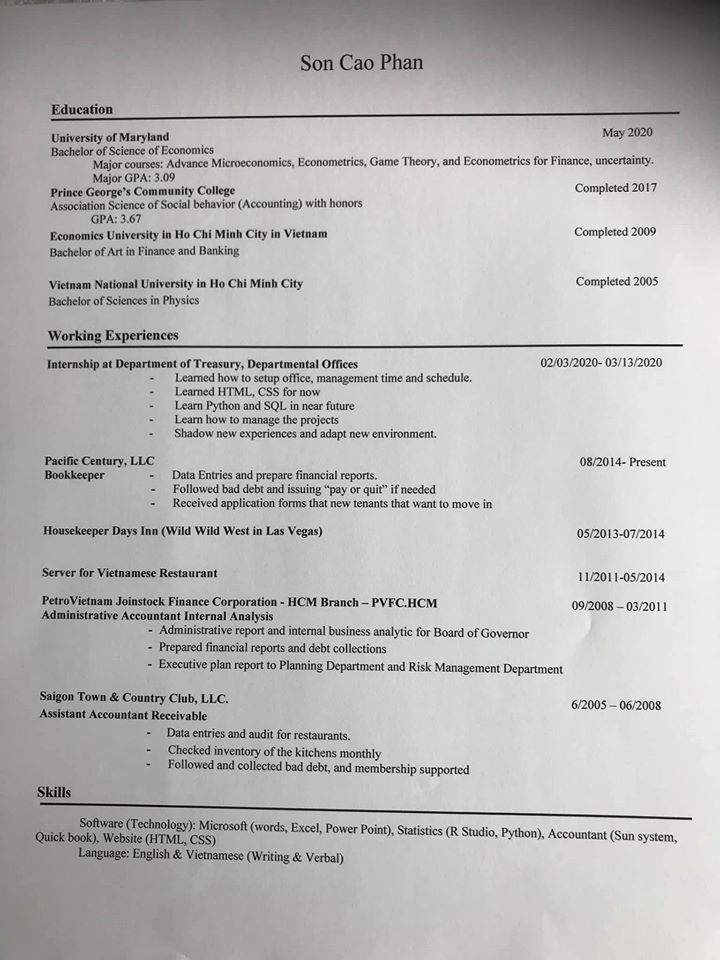 Son Cao Phan
Education
University of Maryland May 2020
Bachelor of Science of Economics
Major courses: Advance Microeconomics, Econometrics, Game Theory, and Econometrics for Finance, uncertainty.
Major GPA: 3.09
Prince George's Community College Completed 2017
Association Science of Social behavior (Accounting) with honors
GPA: 3.67
Economics University in Ho Chi Minh City in Vietnam Completed 2009
Bachelor of Art in Finance and Banking
Vietnam National University in Ho Chi Minh City Completed 2005
Bachelor of Sciences in Physics
Working Experiences
Internship at Department of Treasury, Departmental Offices 02/03/2020- 03/13/2020
- Learned how to setup office, management time and schedule.
- Learned HTML, CSS for now
- Learn Python and SQL in near future
- Learn how to manage the projects
- Shadow new experiences and adapt new environment.
Pacific Century, LLC 08/2014- Present
Bookkeeper - Data Entries and prepare financial reports.
- Followed bad debt and issuing “pay or quit” if needed
- Received application forms that new tenants that want to move in
Housekeeper Days Inn (Wild Wild West in Las Vegas) 05/2013-07/2014
Server for Vietnamese Restaurant 11/2011-05/2014
PetroVietnam Joinstock Finance Corporation - HCM Branch – PVFC.HCM 09/2008 – 03/2011
Administrative Accountant Internal Analysis
- Administrative report and internal business analytic for Board of Governor
- Prepared financial reports and debt collections
- Executive plan report to Planning Department and Risk Management Department
Saigon Town & Country Club, LLC. 6/2005 – 06/2008
Assistant Accountant Receivable
- Data entries and audit for restaurants.
- Checked inventory of the kitchens monthly
- Followed and collected bad debt, and membership supported
Skills
Software (Technology): Microsoft (words, Excel, Power Point), Statistics (R Studio, Python), Accountant (Sun system,
Quick book), Website (HTML, CSS)
Language: English & Vietnamese (Writing & Verbal)